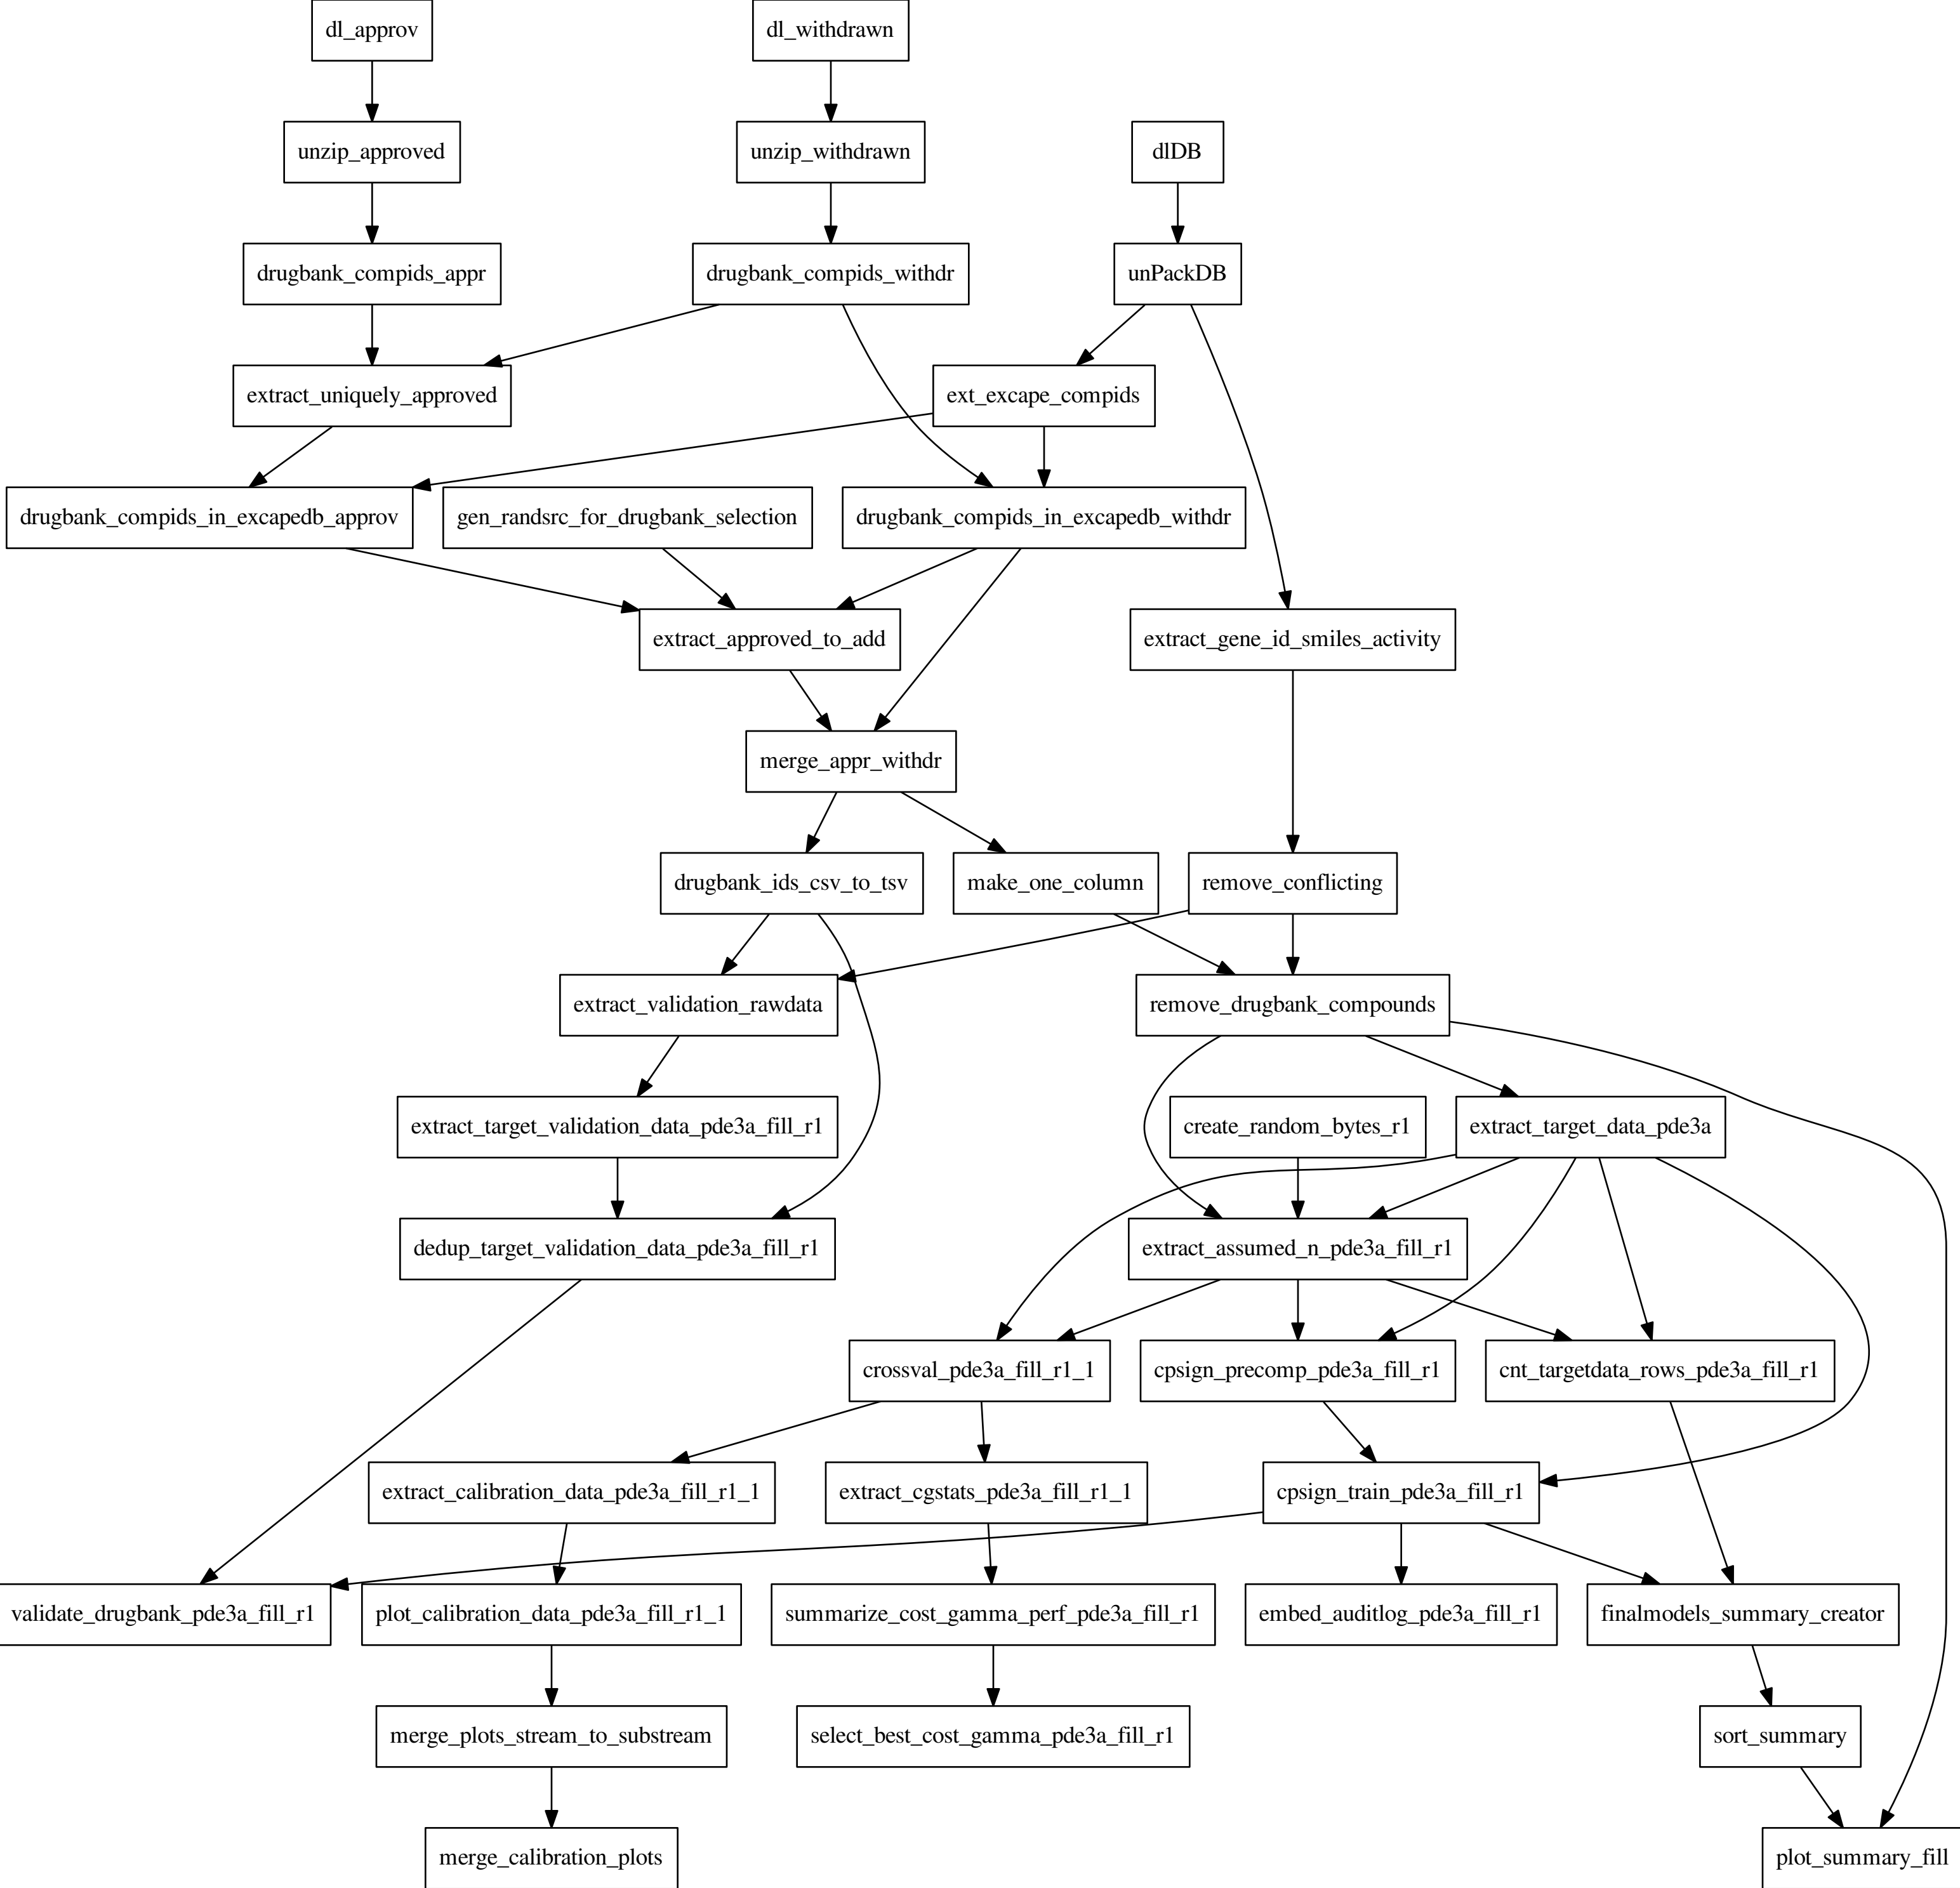 dl_approv
dl_withdrawn
unzip_approved
unzip_withdrawn
dlDB
drugbank_compids_appr
drugbank_compids_withdr
unPackDB
extract_uniquely_approved
ext_excape_compids
drugbank_compids_in_excapedb_approv
gen_randsrc_for_drugbank_selection
drugbank_compids_in_excapedb_withdr
extract_approved_to_add
extract_gene_id_smiles_activity
merge_appr_withdr
drugbank_ids_csv_to_tsv
make_one_column
remove_conflicting
extract_validation_rawdata
remove_drugbank_compounds
extract_target_validation_data_pde3a_fill_r1
create_random_bytes_r1
extract_target_data_pde3a
dedup_target_validation_data_pde3a_fill_r1
extract_assumed_n_pde3a_fill_r1
crossval_pde3a_fill_r1_1
cpsign_precomp_pde3a_fill_r1
cnt_targetdata_rows_pde3a_fill_r1
extract_calibration_data_pde3a_fill_r1_1
extract_cgstats_pde3a_fill_r1_1
cpsign_train_pde3a_fill_r1
validate_drugbank_pde3a_fill_r1
plot_calibration_data_pde3a_fill_r1_1
summarize_cost_gamma_perf_pde3a_fill_r1
embed_auditlog_pde3a_fill_r1
finalmodels_summary_creator
merge_plots_stream_to_substream
select_best_cost_gamma_pde3a_fill_r1
sort_summary
merge_calibration_plots
plot_summary_fill